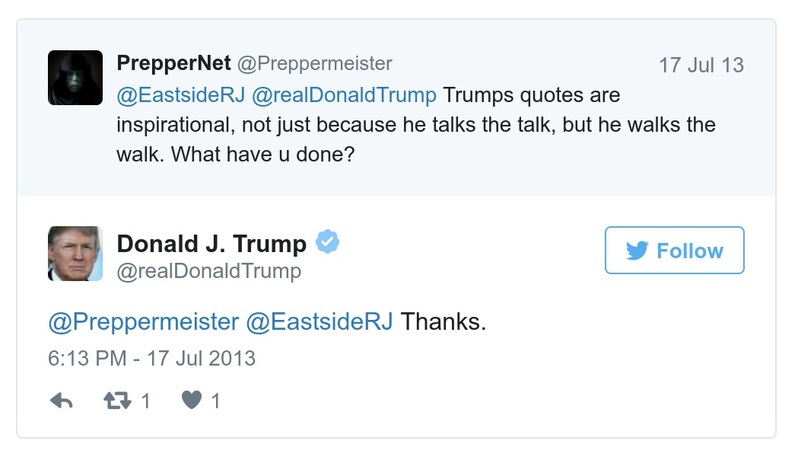 PrepperNet @Preppermeister 17 Jul 13
@EastsideRJ @realDonaldTrump Trumps quotes are
inspirational, not just because he talks the talk, but he walks the
walk. What have u done?
Donald J. Trump
@realDonaldTrump
Follow
@Preppermeister @EastsideRJ Thanks.
6:13 PM - 17 Jul 2013
1 1